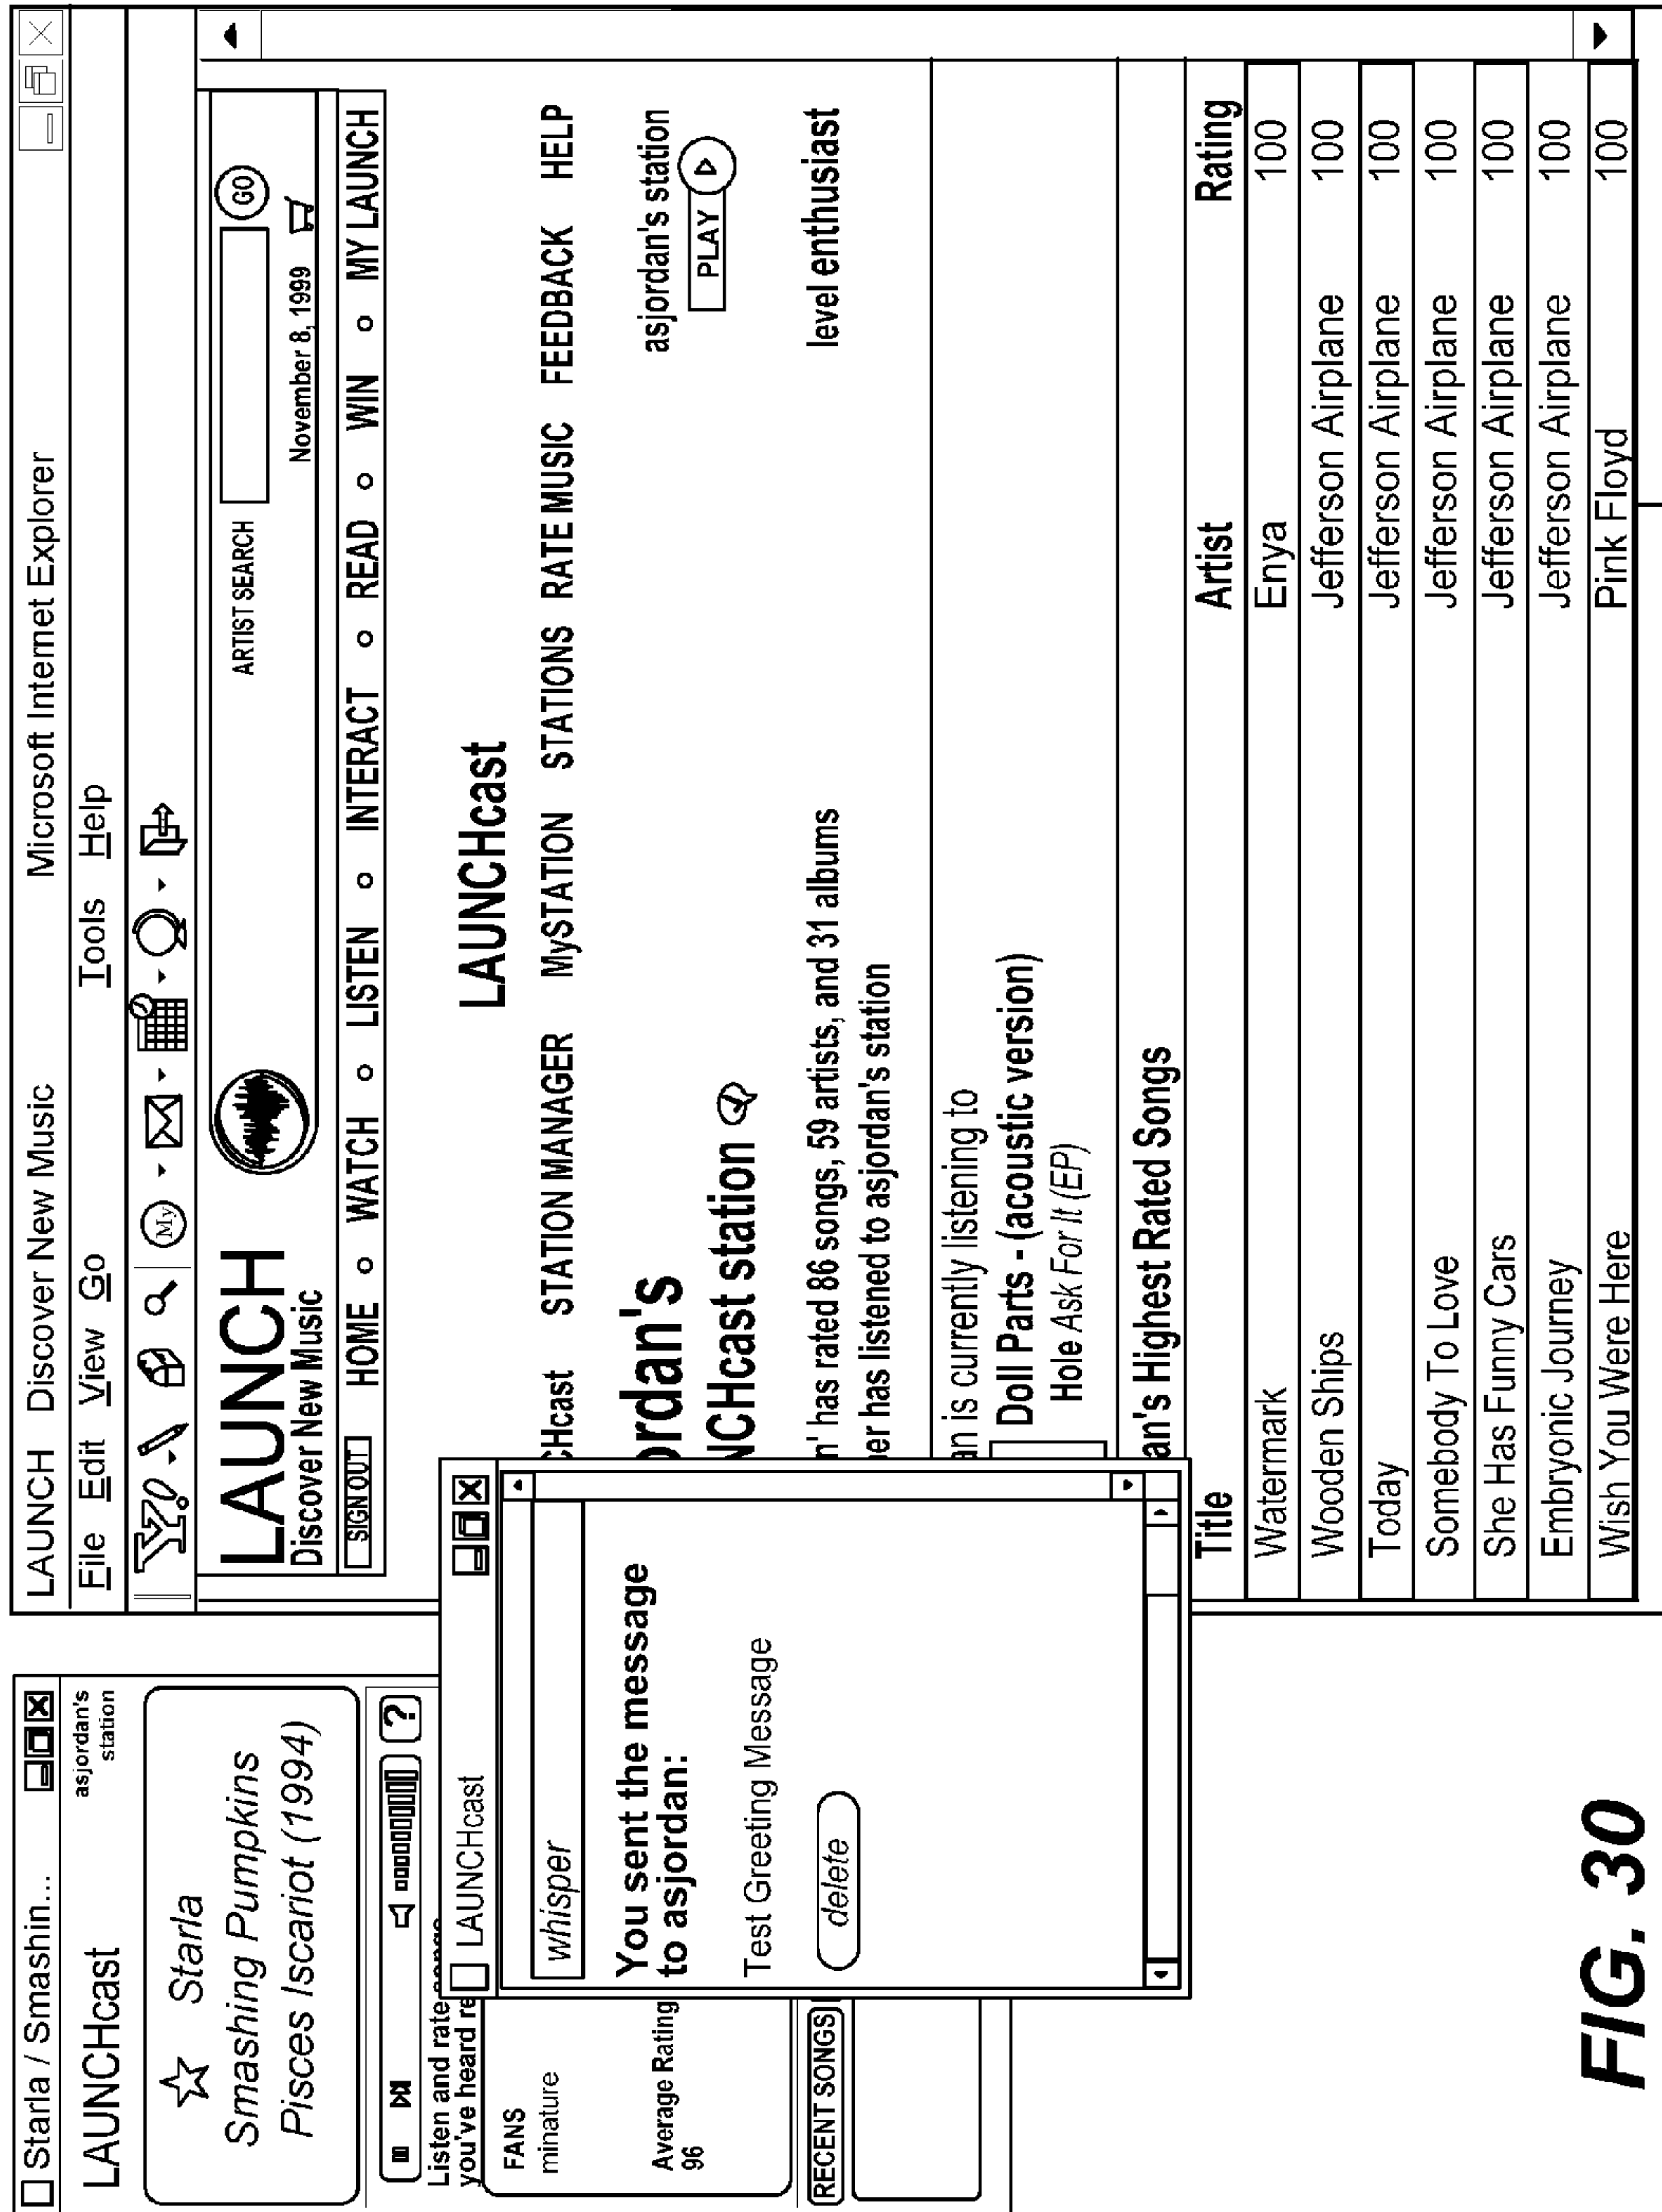 Starla / Smashin...
LAUNCHcast
asjordan's
station
Starla
Smashing Pumpkins
Pisces Iscariot (1994)
?
Listen and rate songs
you've heard re
FANS
minature
Average Rating
96
RECENT SONGS
LAUNCHcast
whisper
You sent the message
to asjordan:
Test Greeting Message
delete
LAUNCH Discover New Music Microsoft Internet Explorer
File Edit View Go Tools Help
Y! My
LAUNCH
Discover New Music
ARTIST SEARCH GO
November 8, 1999
SIGN OUT HOME o WATCH o LISTEN o INTERACT o READ o WIN o MY LAUNCH
LAUNCHcast
CHcast STATION MANAGER MySTATION STATIONS RATE MUSIC FEEDBACK HELP
ordan's
NCHcast station
asjordan's station
PLAY
n' has rated 86 songs, 59 artists, and 31 albums
er has listened to asjordan's station
level enthusiast
an is currently listening to
Doll Parts - (acoustic version)
Hole Ask For It (EP)
an's Highest Rated Songs
Title Artist Rating
Watermark Enya 100
Wooden Ships Jefferson Airplane 100
Today Jefferson Airplane 100
Somebody To Love Jefferson Airplane 100
She Has Funny Cars Jefferson Airplane 100
Embryonic Journey Jefferson Airplane 100
Wish You Were Here Pink Floyd 100
FIG. 30